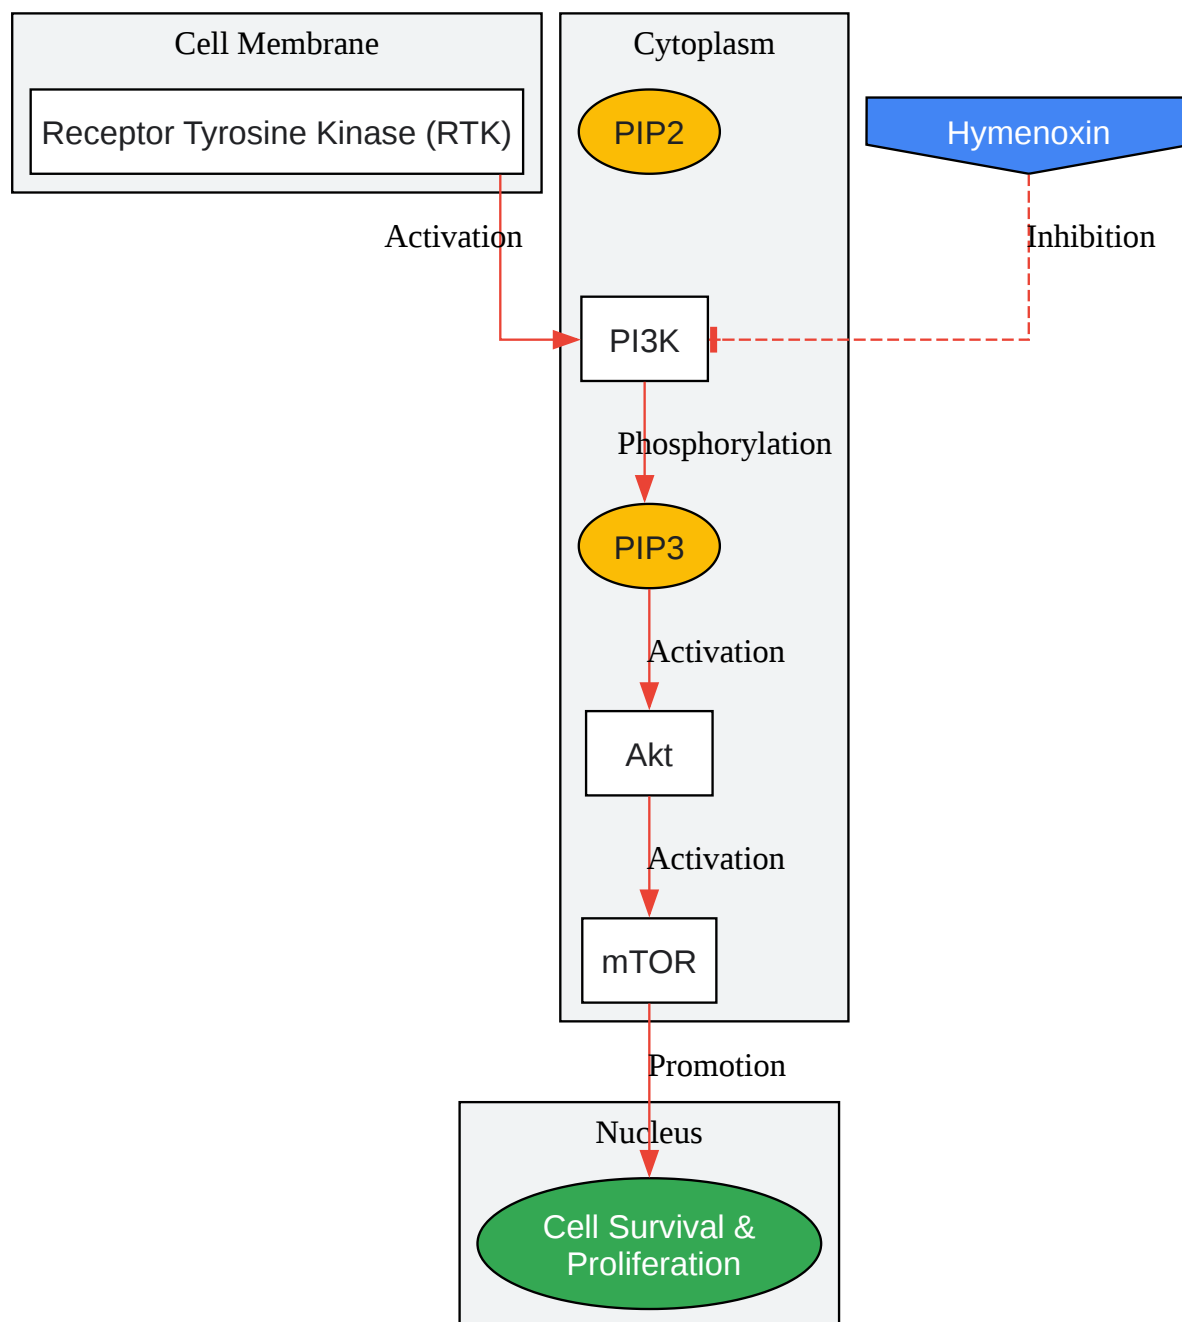 Cell Membrane
Cytoplasm
Receptor Tyrosine Kinase (RTK)
PIP2
Hymenoxin
Activation
Inhibition
PI3K
Phosphorylation
PIP3
Activation
Akt
Activation
mTOR
Promotion
Nucleus
Cell Survival &
Proliferation